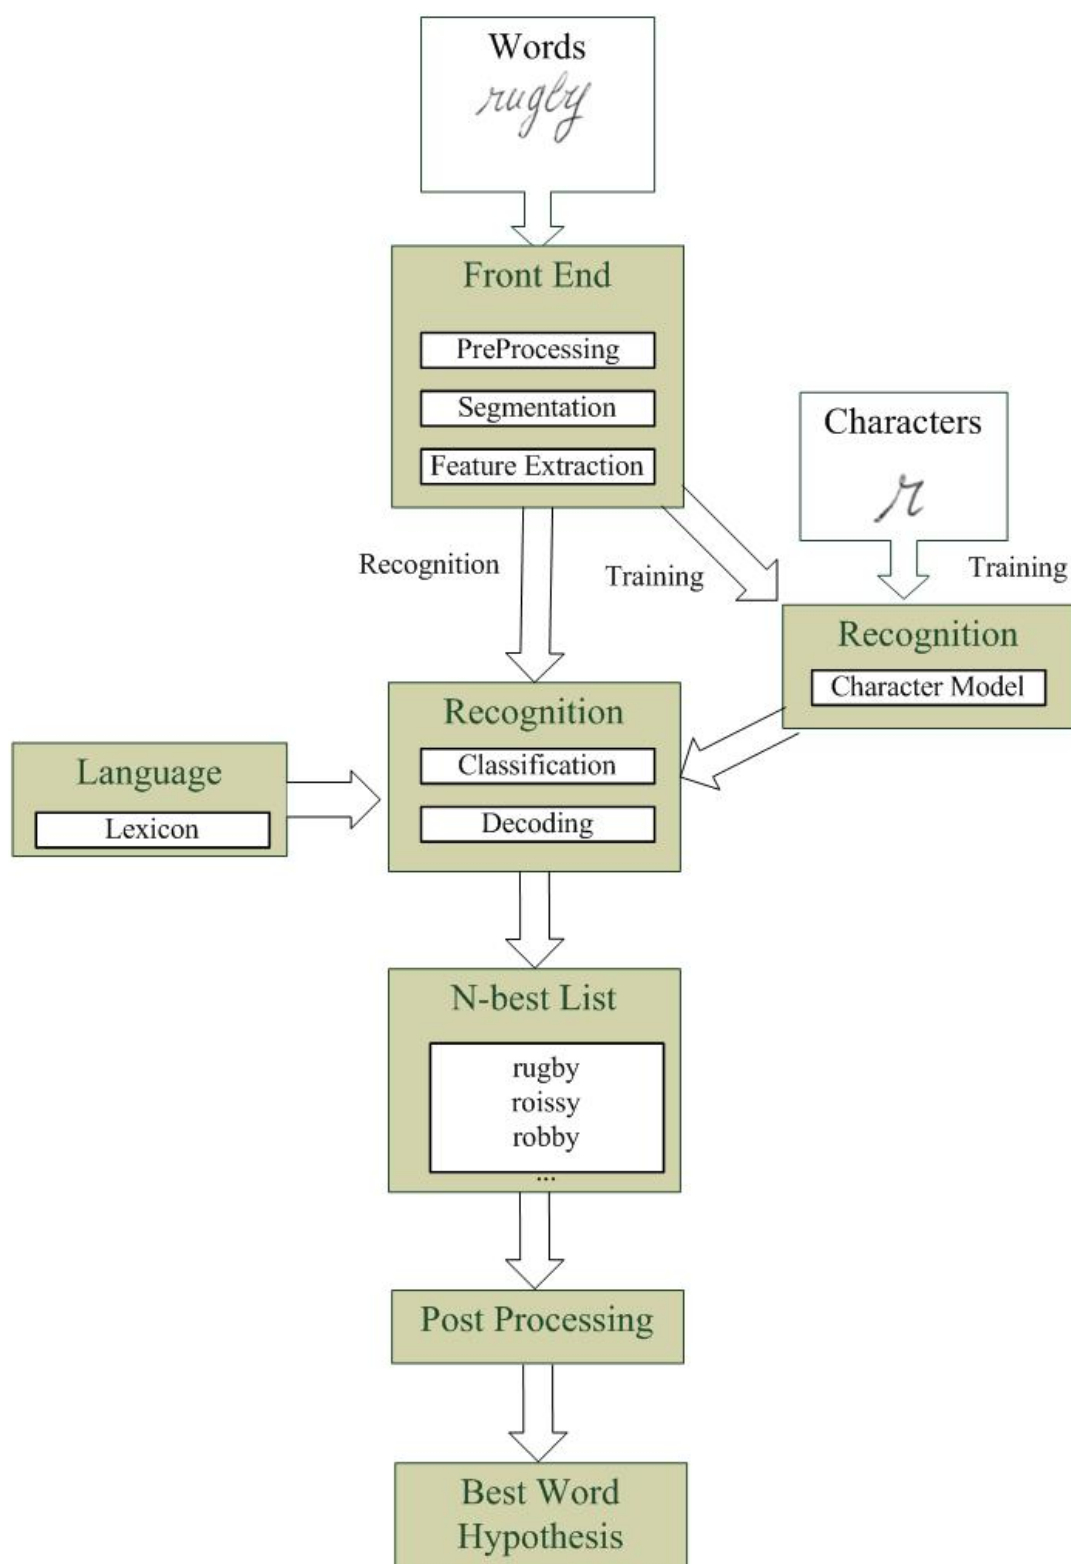 Words
rugby
Front End
PreProcessing
Segmentation
Feature Extraction
Characters
r
Recognition
Training
Training
Recognition
Character Model
Recognition
Classification
Decoding
Language
Lexicon
N-best List
rugby
roissy
robby
...
Post Processing
Best Word
Hypothesis